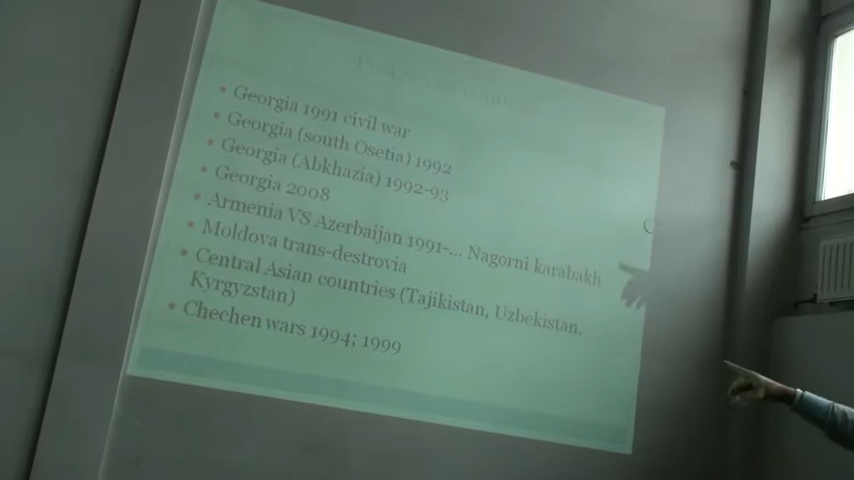 Georgia 1991 civil war
Georgia (south Osetia) 1992
Georgia (Abkhazia) 1992-93
Georgia 2008
Armenia VS Azerbaijan 1991-... Nagorni karabakh
Moldova trans-destrovia
Central Asian countries (Tajikistan, Uzbekistan.
Kyrgyzstan)
Chechen wars 1994; 1999